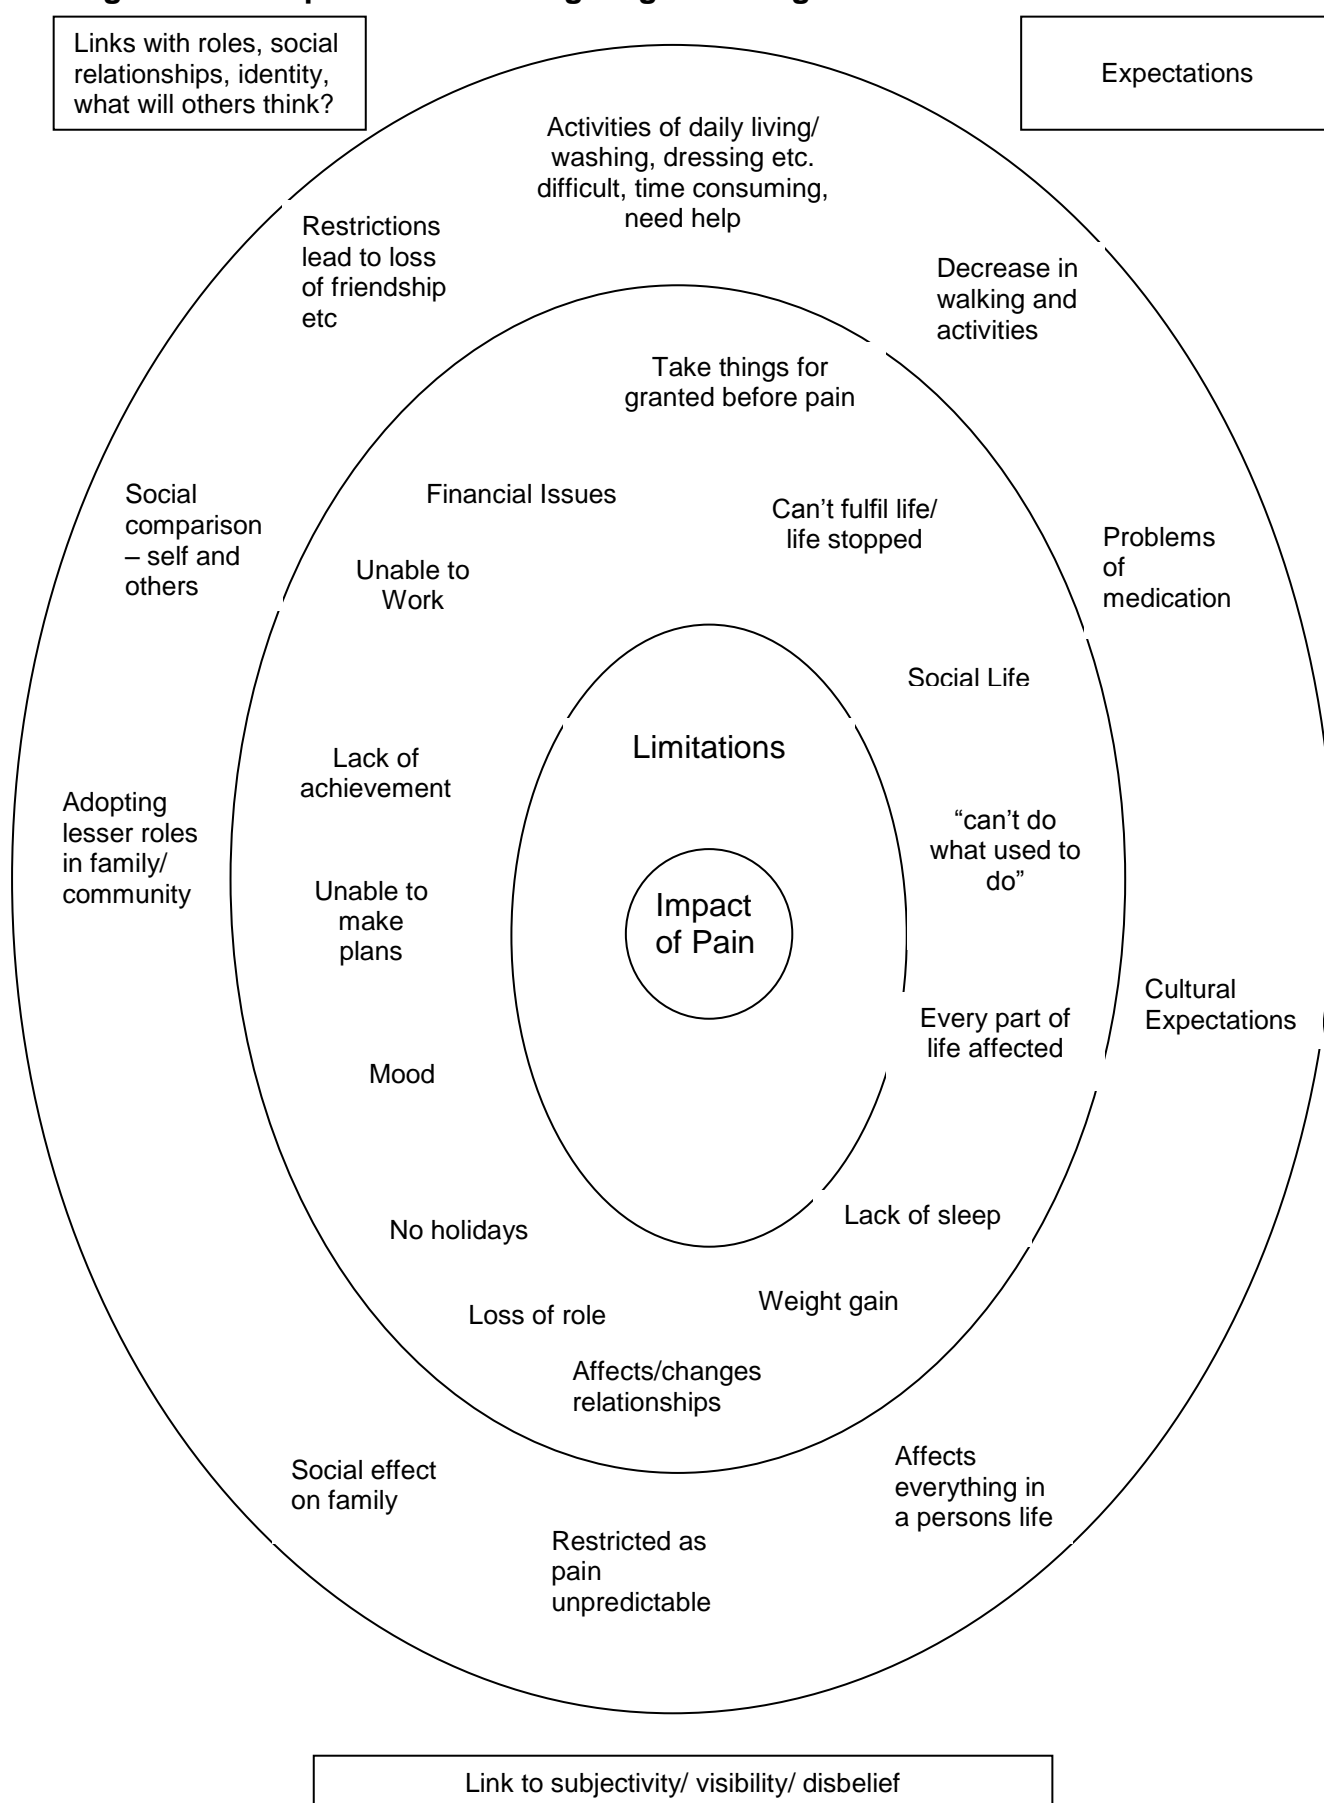 Links with roles, social
relationships, identity,
what will others think?
Expectations
Activities of daily living/
washing, dressing etc.
difficult, time consuming,
need help
Restrictions
lead to loss
of friendship
etc
Decrease in
walking and
activities
Take things for
granted before pain
Social
comparison
– self and
others
Financial Issues
Can’t fulfil life/
life stopped
Unable to
Work
Problems
of
medication
Social Life
Limitations
Lack of
achievement
Adopting
lesser roles
in family/
community
“can’t do
what used to
do”
Unable to
make
plans
Impact
of Pain
Cultural
Expectations
Every part of
life affected
Mood
No holidays
Lack of sleep
Loss of role
Weight gain
Affects/changes
relationships
Social effect
on family
Affects
everything in
a persons life
Restricted as
pain
unpredictable
Link to subjectivity/ visibility/ disbelief